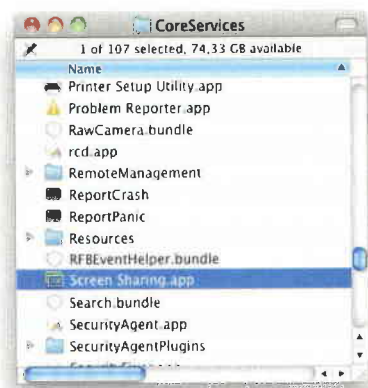 CoreServices
1 of 107 selected, 74,33 GB available
Name
Printer Setup Utility.app
Problem Reporter.app
RawCamera.bundle
rcd.app
RemoteManagement
ReportCrash
ReportPanic
Resources
RFBEventHelper.bundle
Screen Sharing.app
Search.bundle
SecurityAgent.app
SecurityAgentPlugins